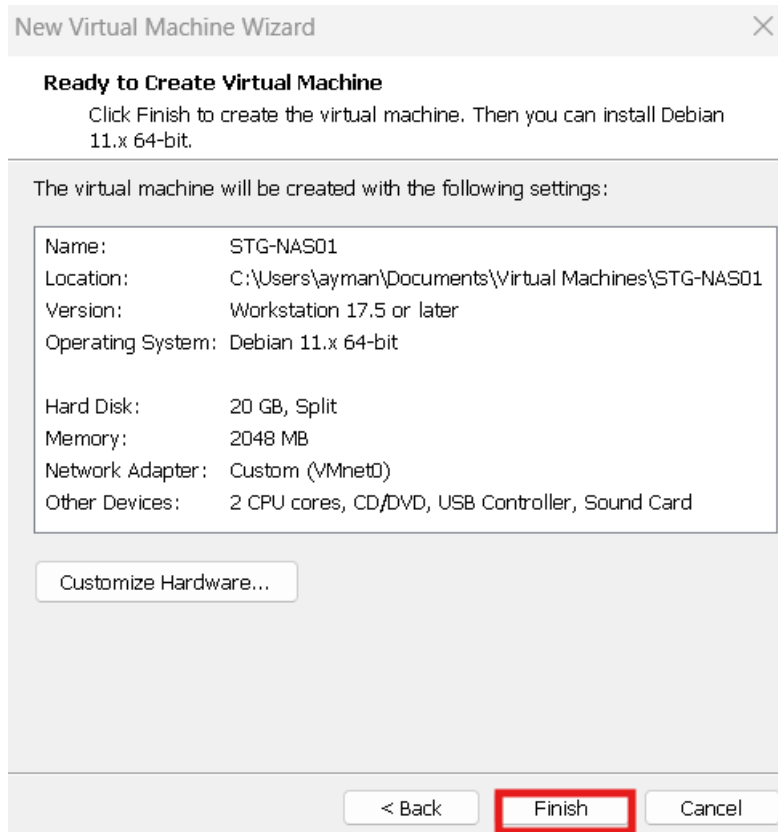 New Virtual Machine Wizard
Ready to Create Virtual Machine
Click Finish to create the virtual machine. Then you can install Debian
11.x 64-bit.
The virtual machine will be created with the following settings:
Name: STG-NAS01
Location: C:\Users\ayman\Documents\Virtual Machines\STG-NAS01
Version: Workstation 17.5 or later
Operating System: Debian 11.x 64-bit
Hard Disk: 20 GB, Split
Memory: 2048 MB
Network Adapter: Custom (VMnet0)
Other Devices: 2 CPU cores, CD/DVD, USB Controller, Sound Card
Customize Hardware...
< Back Finish Cancel